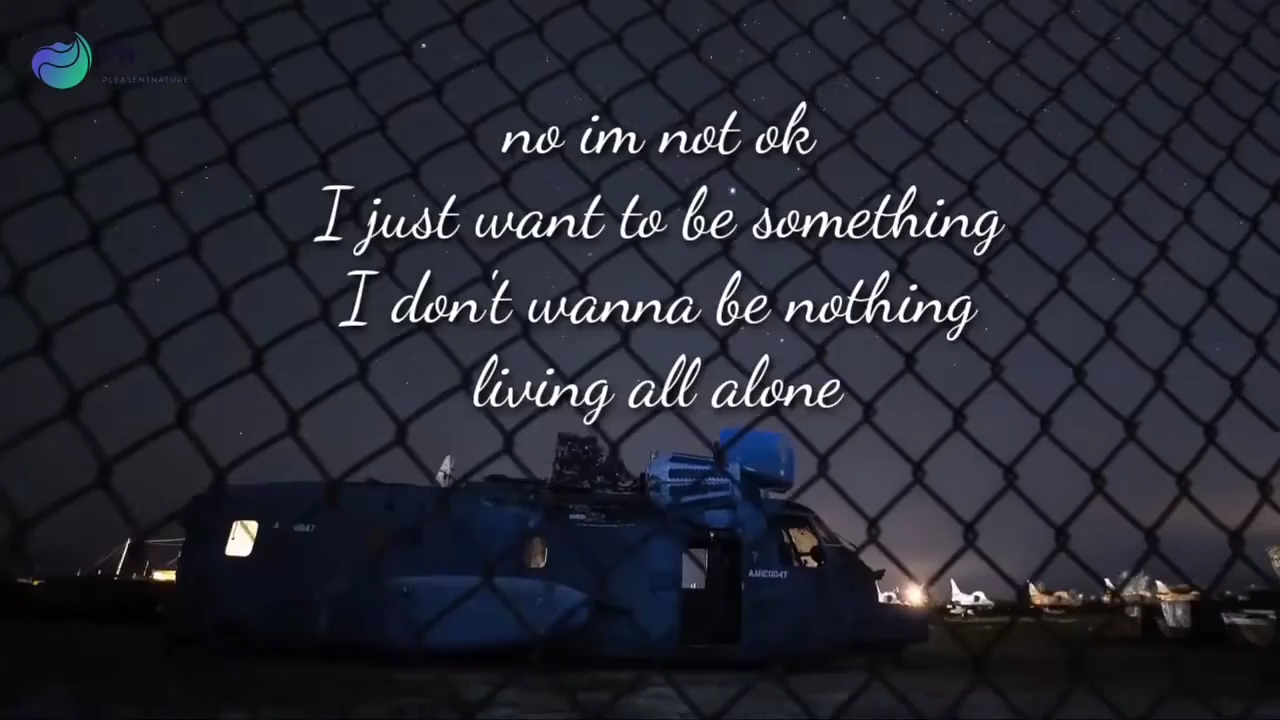 PLEASENTNATURE
no im not ok
I just want to be something
I don't wanna be nothing
living all alone